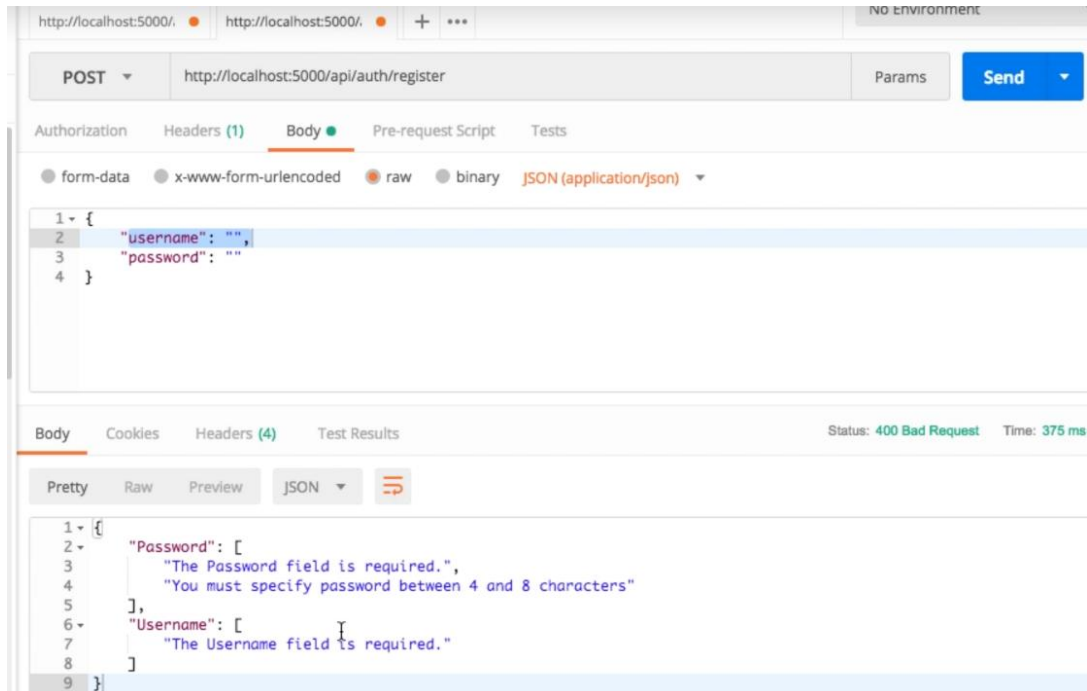 http://localhost:5000/. http://localhost:5000/. + ••• No Environment
POST http://localhost:5000/api/auth/register Params Send
Authorization Headers (1) Body Pre-request Script Tests
form-data x-www-form-urlencoded raw binary JSON (application/json)
1 {
2 "username": "",
3 "password": ""
4 }
Body Cookies Headers (4) Test Results Status: 400 Bad Request Time: 375 ms
Pretty Raw Preview JSON
1 {
2 "Password": [
3 "The Password field is required.",
4 "You must specify password between 4 and 8 characters"
5 ],
6 "Username": [
7 "The Username field is required."
8 ]
9 }